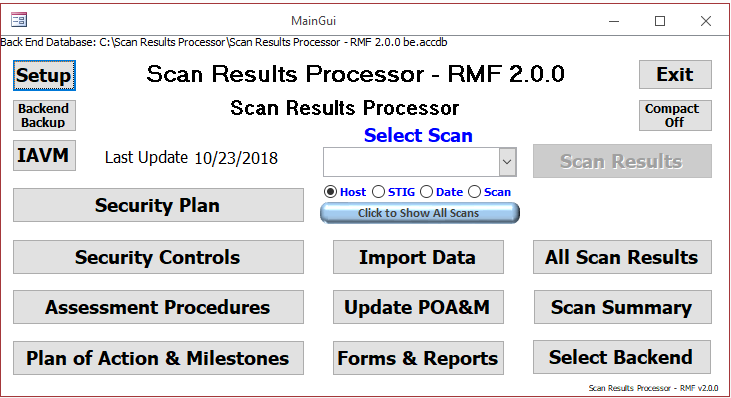 MainGui
Back End Database: C:\Scan Results Processor\Scan Results Processor - RMF 2.0.0 be.accdb
Setup
Scan Results Processor - RMF 2.0.0
Exit
Backend
Backup
Scan Results Processor
Compact
Off
Select Scan
IAVM
Last Update 10/23/2018
Scan Results
Host STIG Date Scan
Security Plan
Click to Show All Scans
Security Controls
Import Data
All Scan Results
Assessment Procedures
Update POA&M
Scan Summary
Plan of Action & Milestones
Forms & Reports
Select Backend
Scan Results Processor - RMF v2.0.0